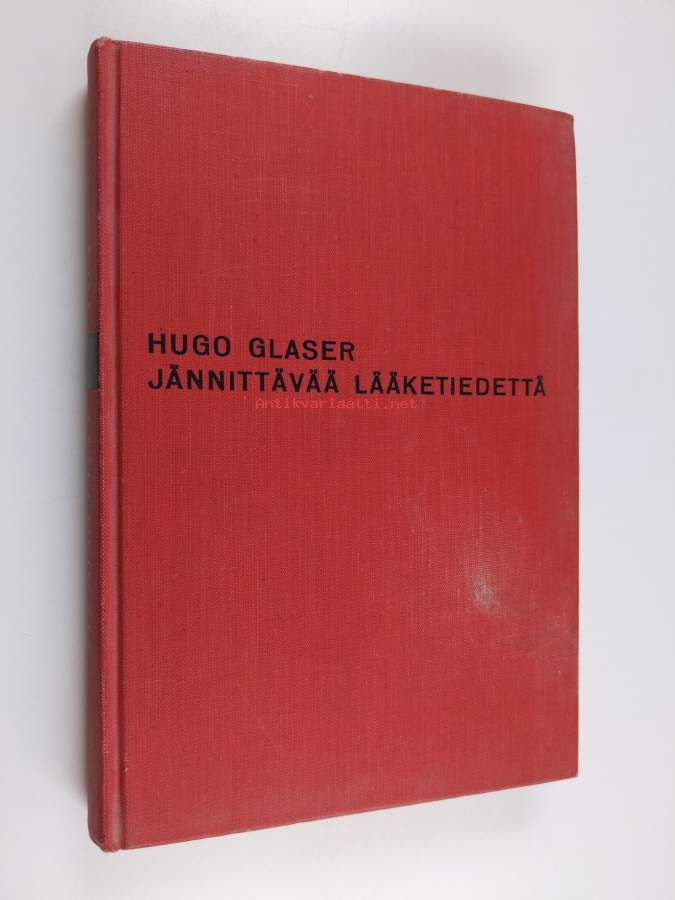 HUGO GLASER
JÄNNITTÄVÄÄ LÄÄKETIEDETTÄ
Antikvariaatti.net